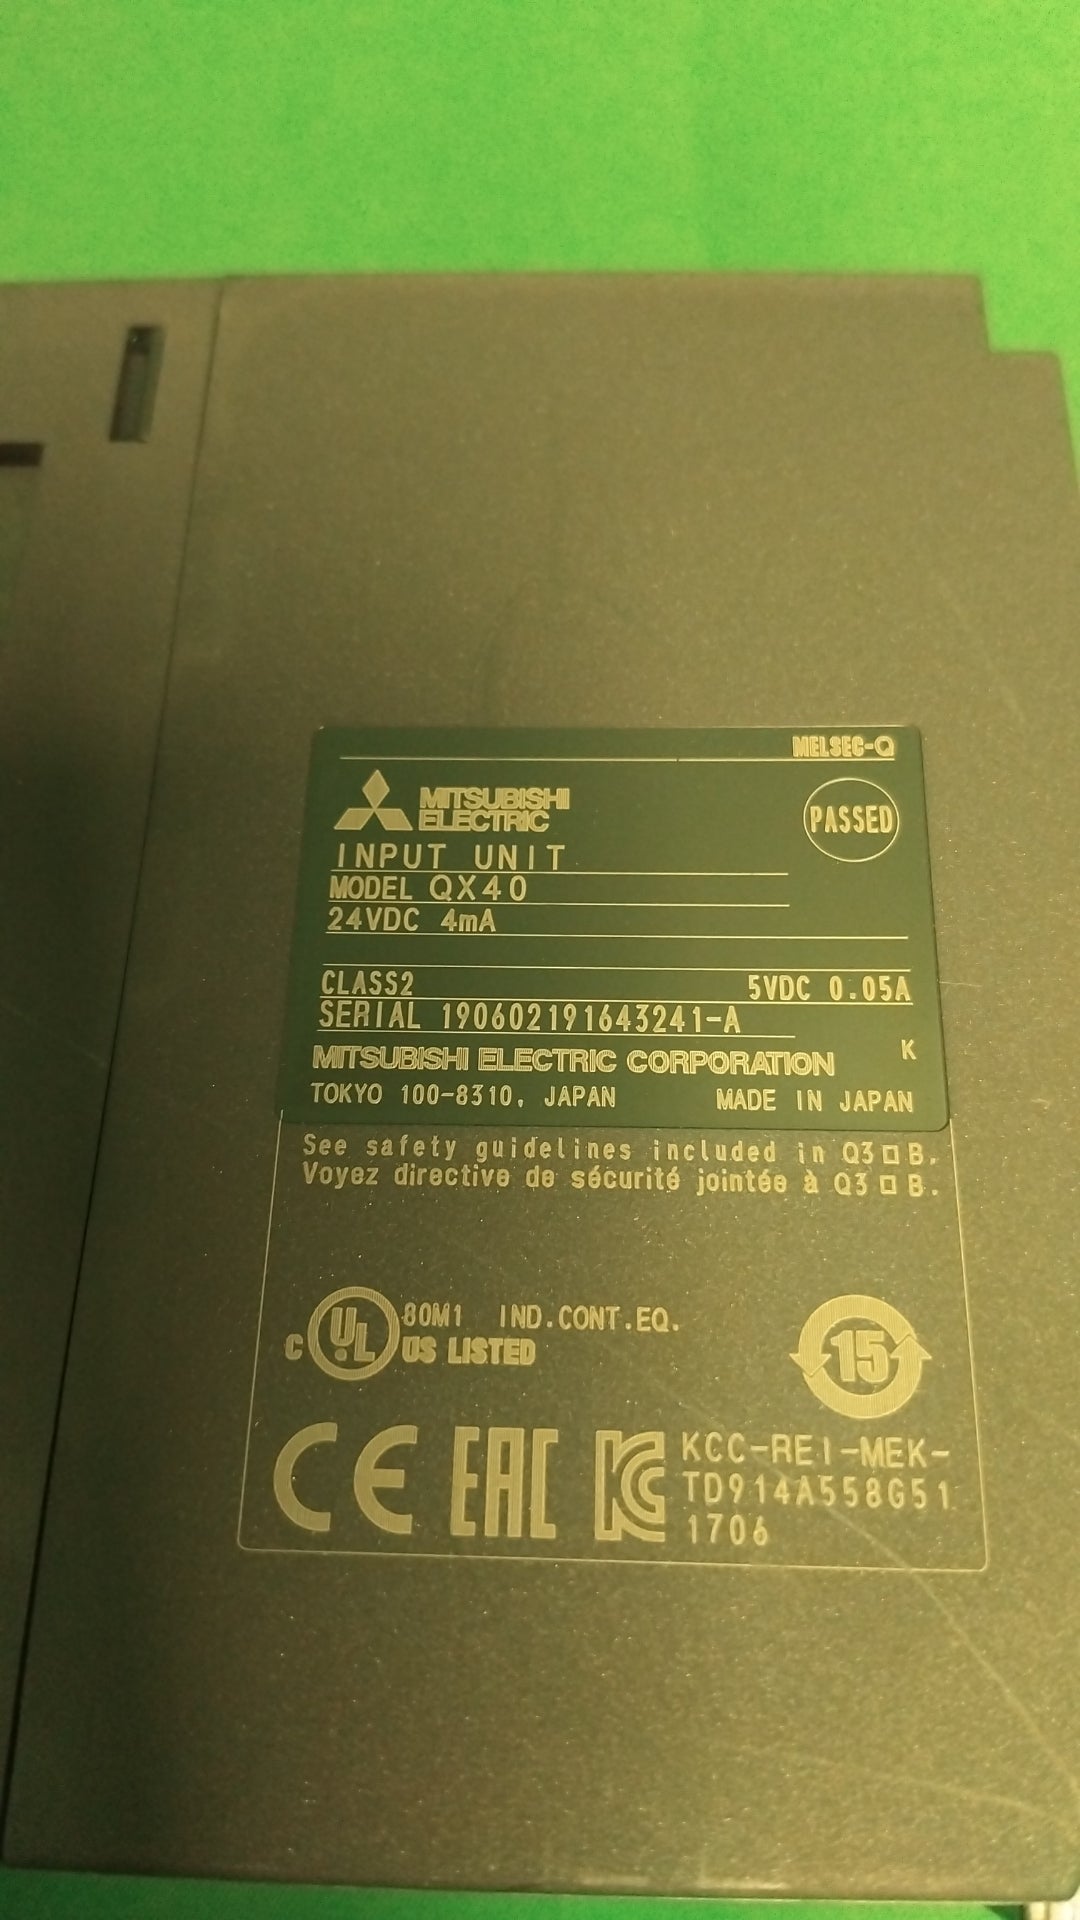 MELSEC-Q
MITSUBISHI
ELECTRIC
PASSED
INPUT UNIT
MODEL QX40
24VDC 4mA
CLASS2 5VDC 0.05A
SERIAL 190602191643241-A
K
MITSUBISHI ELECTRIC CORPORATION
TOKYO 100-8310, JAPAN MADE IN JAPAN
See safety guidelines included in Q3□B.
Voyez directive de sécurité jointée à Q3□B.
C UL US LISTED 80M1 IND.CONT.EQ.
15
CE EAC KC KCC-REI-MEK-
TD914A558G51
1706